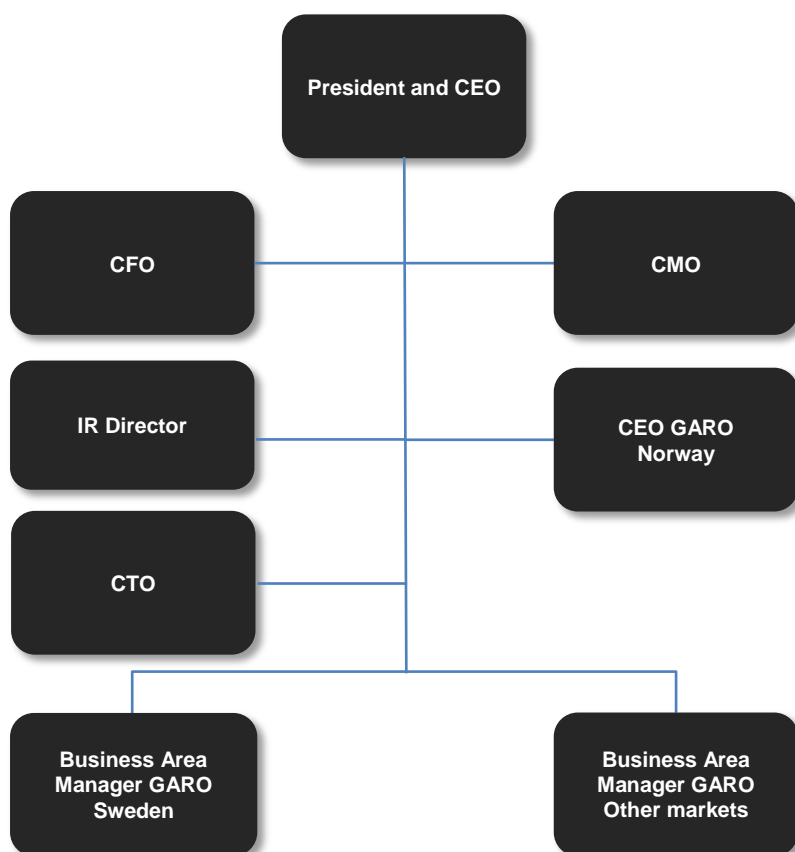 President and CEO
CFO
CMO
IR Director
CEO GARO
Norway
CTO
Business Area
Manager GARO
Sweden
Business Area
Manager GARO
Other markets